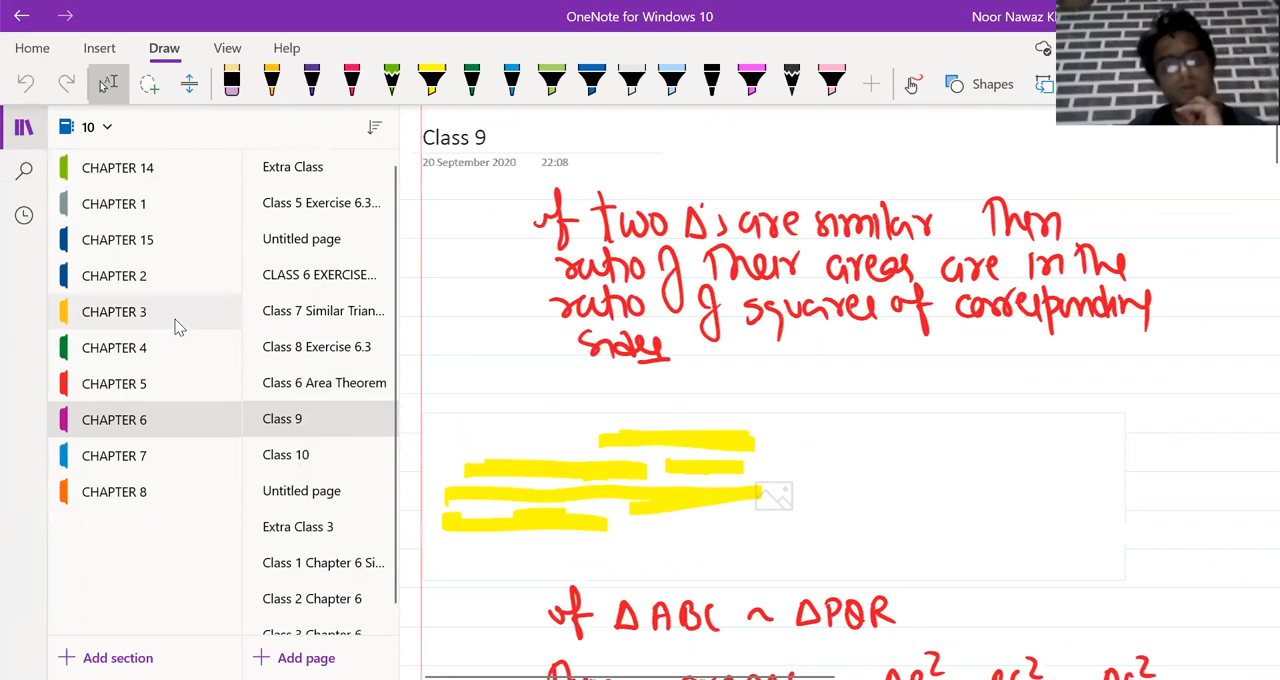 OneNote for Windows 10
Noor Nawaz Kh
Home Insert Draw View Help
Shapes
10
CHAPTER 14
CHAPTER 1
CHAPTER 15
CHAPTER 2
CHAPTER 3
CHAPTER 4
CHAPTER 5
CHAPTER 6
CHAPTER 7
CHAPTER 8
Add section
Extra Class
Class 5 Exercise 6.3...
Untitled page
CLASS 6 EXERCISE...
Class 7 Similar Trian...
Class 8 Exercise 6.3
Class 6 Area Theorem
Class 9
Class 10
Untitled page
Extra Class 3
Class 1 Chapter 6 Si...
Class 2 Chapter 6
Class 3 Chapter 6
Add page
Class 9
20 September 2020 22:08
if two Δ's are similar Then
ratio of Their areas are in The
ratio of squares of corresponding
sides
if ΔABC ~ ΔPQR